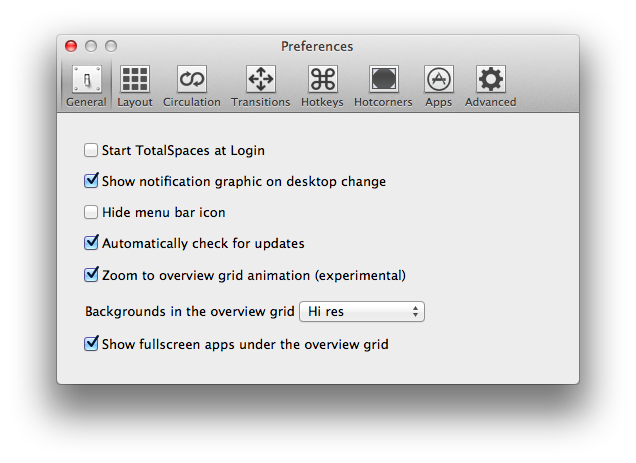 Preferences
General Layout Circulation Transitions Hotkeys Hotcorners Apps Advanced
Start TotalSpaces at Login
Show notification graphic on desktop change
Hide menu bar icon
Automatically check for updates
Zoom to overview grid animation (experimental)
Backgrounds in the overview grid Hi res
Show fullscreen apps under the overview grid